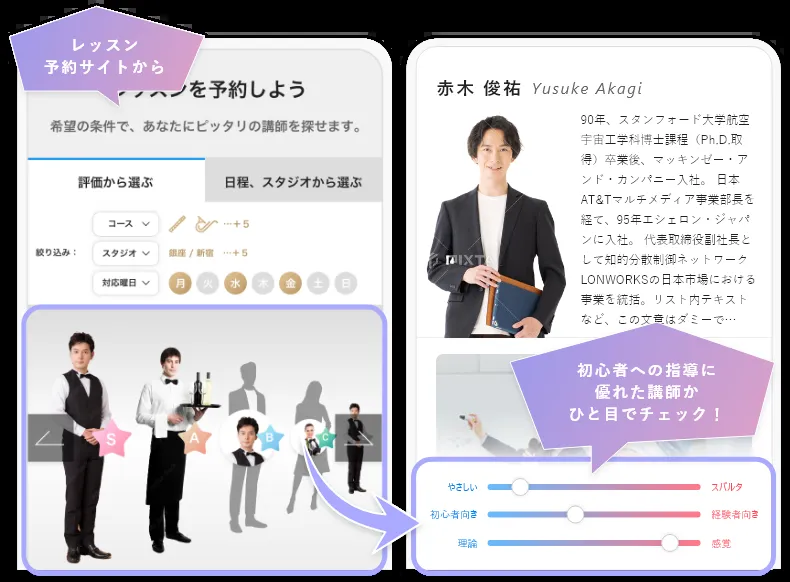 レッスン
予約サイトから
レッスンを予約しよう
希望の条件で、あなたにピッタリの講師を探せます。
評価から選ぶ
日程、スタジオから選ぶ
コース
…+5
絞り込み：
スタジオ
銀座 / 新宿 …+5
対応曜日
月 火 水 木 金 土 日
S
A
B
C
赤木 俊祐 Yusuke Akagi
90年、スタンフォード大学航空
宇宙工学科博士課程（Ph.D.取
得）卒業後、マッキンゼー・ア
ンド・カンパニー入社。 日本
AT&Tマルチメディア事業部長を
経て、95年エシェロン・ジャパ
ンに入社。 代表取締役副社長と
して知的分散制御ネットワーク
LONWORKSの日本市場における
事業を統括。リスト内テキスト
など、この文章はダミーで…
初心者への指導に
優れた講師か
ひと目でチェック！
やさしい
スパルタ
初心者向き
経験者向き
理論
感覚